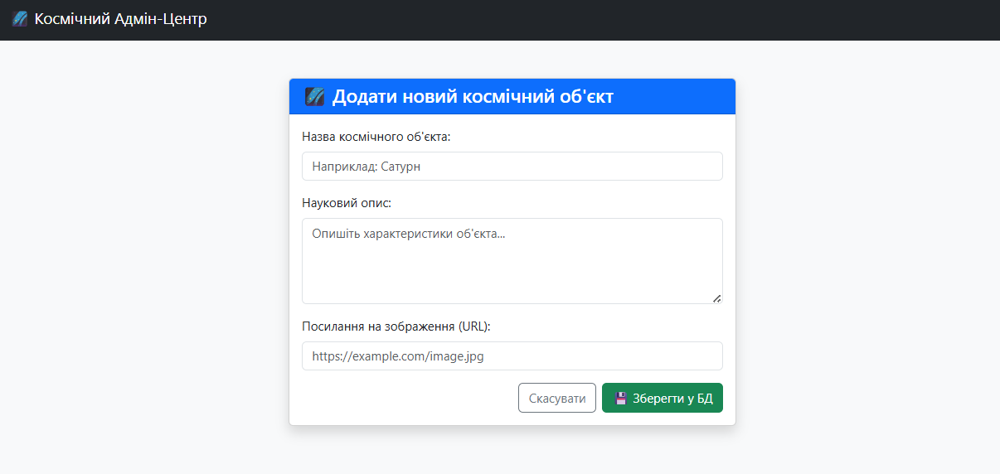 Космічний Адмін-Центр
Додати новий космічний об'єкт
Назва космічного об'єкта:
Наприклад: Сатурн
Науковий опис:
Опишіть характеристики об'єкта...
Посилання на зображення (URL):
https://example.com/image.jpg
Скасувати
Зберегти у БД